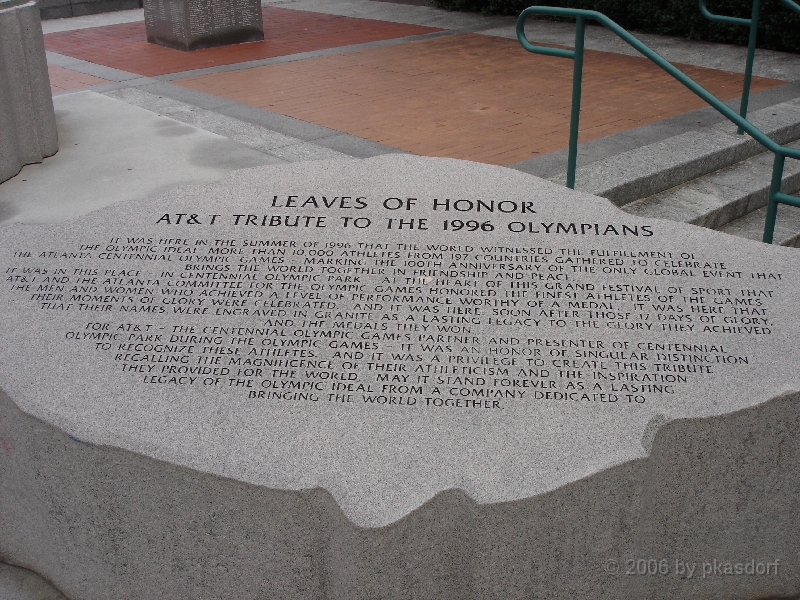 LEAVES OF HONOR
AT&T TRIBUTE TO THE 1996 OLYMPIANS
IT WAS HERE IN THE SUMMER OF 1996 THAT THE WORLD WITNESSED THE FULFILLMENT OF
THE OLYMPIC IDEAL. MORE THAN 10,000 ATHLETES FROM 197 COUNTRIES GATHERED TO CELEBRATE
THE ATLANTA CENTENNIAL OLYMPIC GAMES – MARKING THE 100TH ANNIVERSARY OF THE ONLY GLOBAL EVENT THAT
BRINGS THE WORLD TOGETHER IN FRIENDSHIP AND PEACE.
IT WAS IN THIS PLACE – IN CENTENNIAL OLYMPIC PARK – AT THE HEART OF THIS GRAND FESTIVAL OF SPORT THAT
AT&T AND THE ATLANTA COMMITTEE FOR THE OLYMPIC GAMES HONORED THE FINEST ATHLETES OF THE GAMES:
THE MEN AND WOMEN WHO ACHIEVED A LEVEL OF PERFORMANCE WORTHY OF A MEDAL. IT WAS HERE THAT
THEIR MOMENTS OF GLORY WERE CELEBRATED. AND IT WAS HERE, SOON AFTER THOSE 17 DAYS OF GLORY,
THAT THEIR NAMES WERE ENGRAVED IN GRANITE AS A LASTING LEGACY TO THE GLORY THEY ACHIEVED
AND THE MEDALS THEY WON.
FOR AT&T – THE CENTENNIAL OLYMPIC GAMES PARTNER AND PRESENTER OF CENTENNIAL
OLYMPIC PARK DURING THE OLYMPIC GAMES – IT WAS AN HONOR OF SINGULAR DISTINCTION
TO RECOGNIZE THESE ATHLETES. AND IT WAS A PRIVILEGE TO CREATE THIS TRIBUTE
RECALLING THE MAGNIFICENCE OF THEIR ATHLETICISM AND THE INSPIRATION
THEY PROVIDED FOR THE WORLD. MAY IT STAND FOREVER AS A LASTING
LEGACY OF THE OLYMPIC IDEAL FROM A COMPANY DEDICATED TO
BRINGING THE WORLD TOGETHER.
© 2006 by pkasdorf